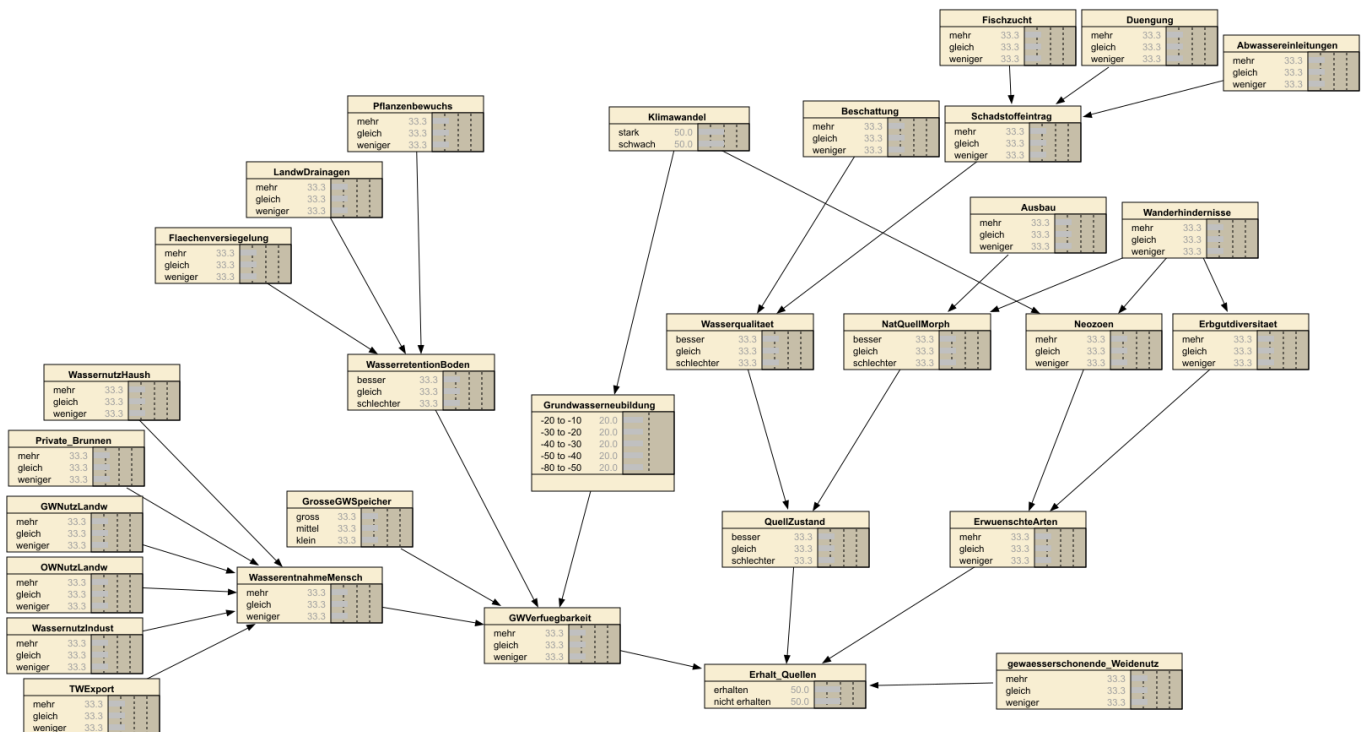 Fischzucht
mehr 33.3
gleich 33.3
weniger 33.3
Duengung
mehr 33.3
gleich 33.3
weniger 33.3
Abwassereinleitungen
mehr 33.3
gleich 33.3
weniger 33.3
Pflanzenbewuchs
mehr 33.3
gleich 33.3
weniger 33.3
Klimawandel
stark 50.0
schwach 50.0
Beschattung
mehr 33.3
gleich 33.3
weniger 33.3
Schadstoffeintrag
mehr 33.3
gleich 33.3
weniger 33.3
LandwDrainagen
mehr 33.3
gleich 33.3
weniger 33.3
Ausbau
mehr 33.3
gleich 33.3
weniger 33.3
Wanderhindernisse
mehr 33.3
gleich 33.3
weniger 33.3
Flaechenversiegelung
mehr 33.3
gleich 33.3
weniger 33.3
Wasserqualitaet
besser 33.3
gleich 33.3
schlechter 33.3
NatQuellMorph
besser 33.3
gleich 33.3
schlechter 33.3
Neozoen
mehr 33.3
gleich 33.3
weniger 33.3
Erbgutdiversitaet
mehr 33.3
gleich 33.3
weniger 33.3
WasserretentionBoden
besser 33.3
gleich 33.3
schlechter 33.3
WassernutzHaush
mehr 33.3
gleich 33.3
weniger 33.3
Grundwasserneubildung
-20 to -10 20.0
-30 to -20 20.0
-40 to -30 20.0
-50 to -40 20.0
-80 to -50 20.0
Private_Brunnen
mehr 33.3
gleich 33.3
weniger 33.3
GrosseGWSpeicher
gross 33.3
mittel 33.3
klein 33.3
GWNutzLandw
mehr 33.3
gleich 33.3
weniger 33.3
QuellZustand
besser 33.3
gleich 33.3
schlechter 33.3
ErwuenschteArten
mehr 33.3
gleich 33.3
weniger 33.3
OWNutzLandw
mehr 33.3
gleich 33.3
weniger 33.3
WasserentnahmeMensch
mehr 33.3
gleich 33.3
weniger 33.3
GWVerfuegbarkeit
mehr 33.3
gleich 33.3
weniger 33.3
WassernutzIndust
mehr 33.3
gleich 33.3
weniger 33.3
Erhalt_Quellen
erhalten 50.0
nicht erhalten 50.0
gewaesserschonende_Weidenutz
mehr 33.3
gleich 33.3
weniger 33.3
TWExport
mehr 33.3
gleich 33.3
weniger 33.3